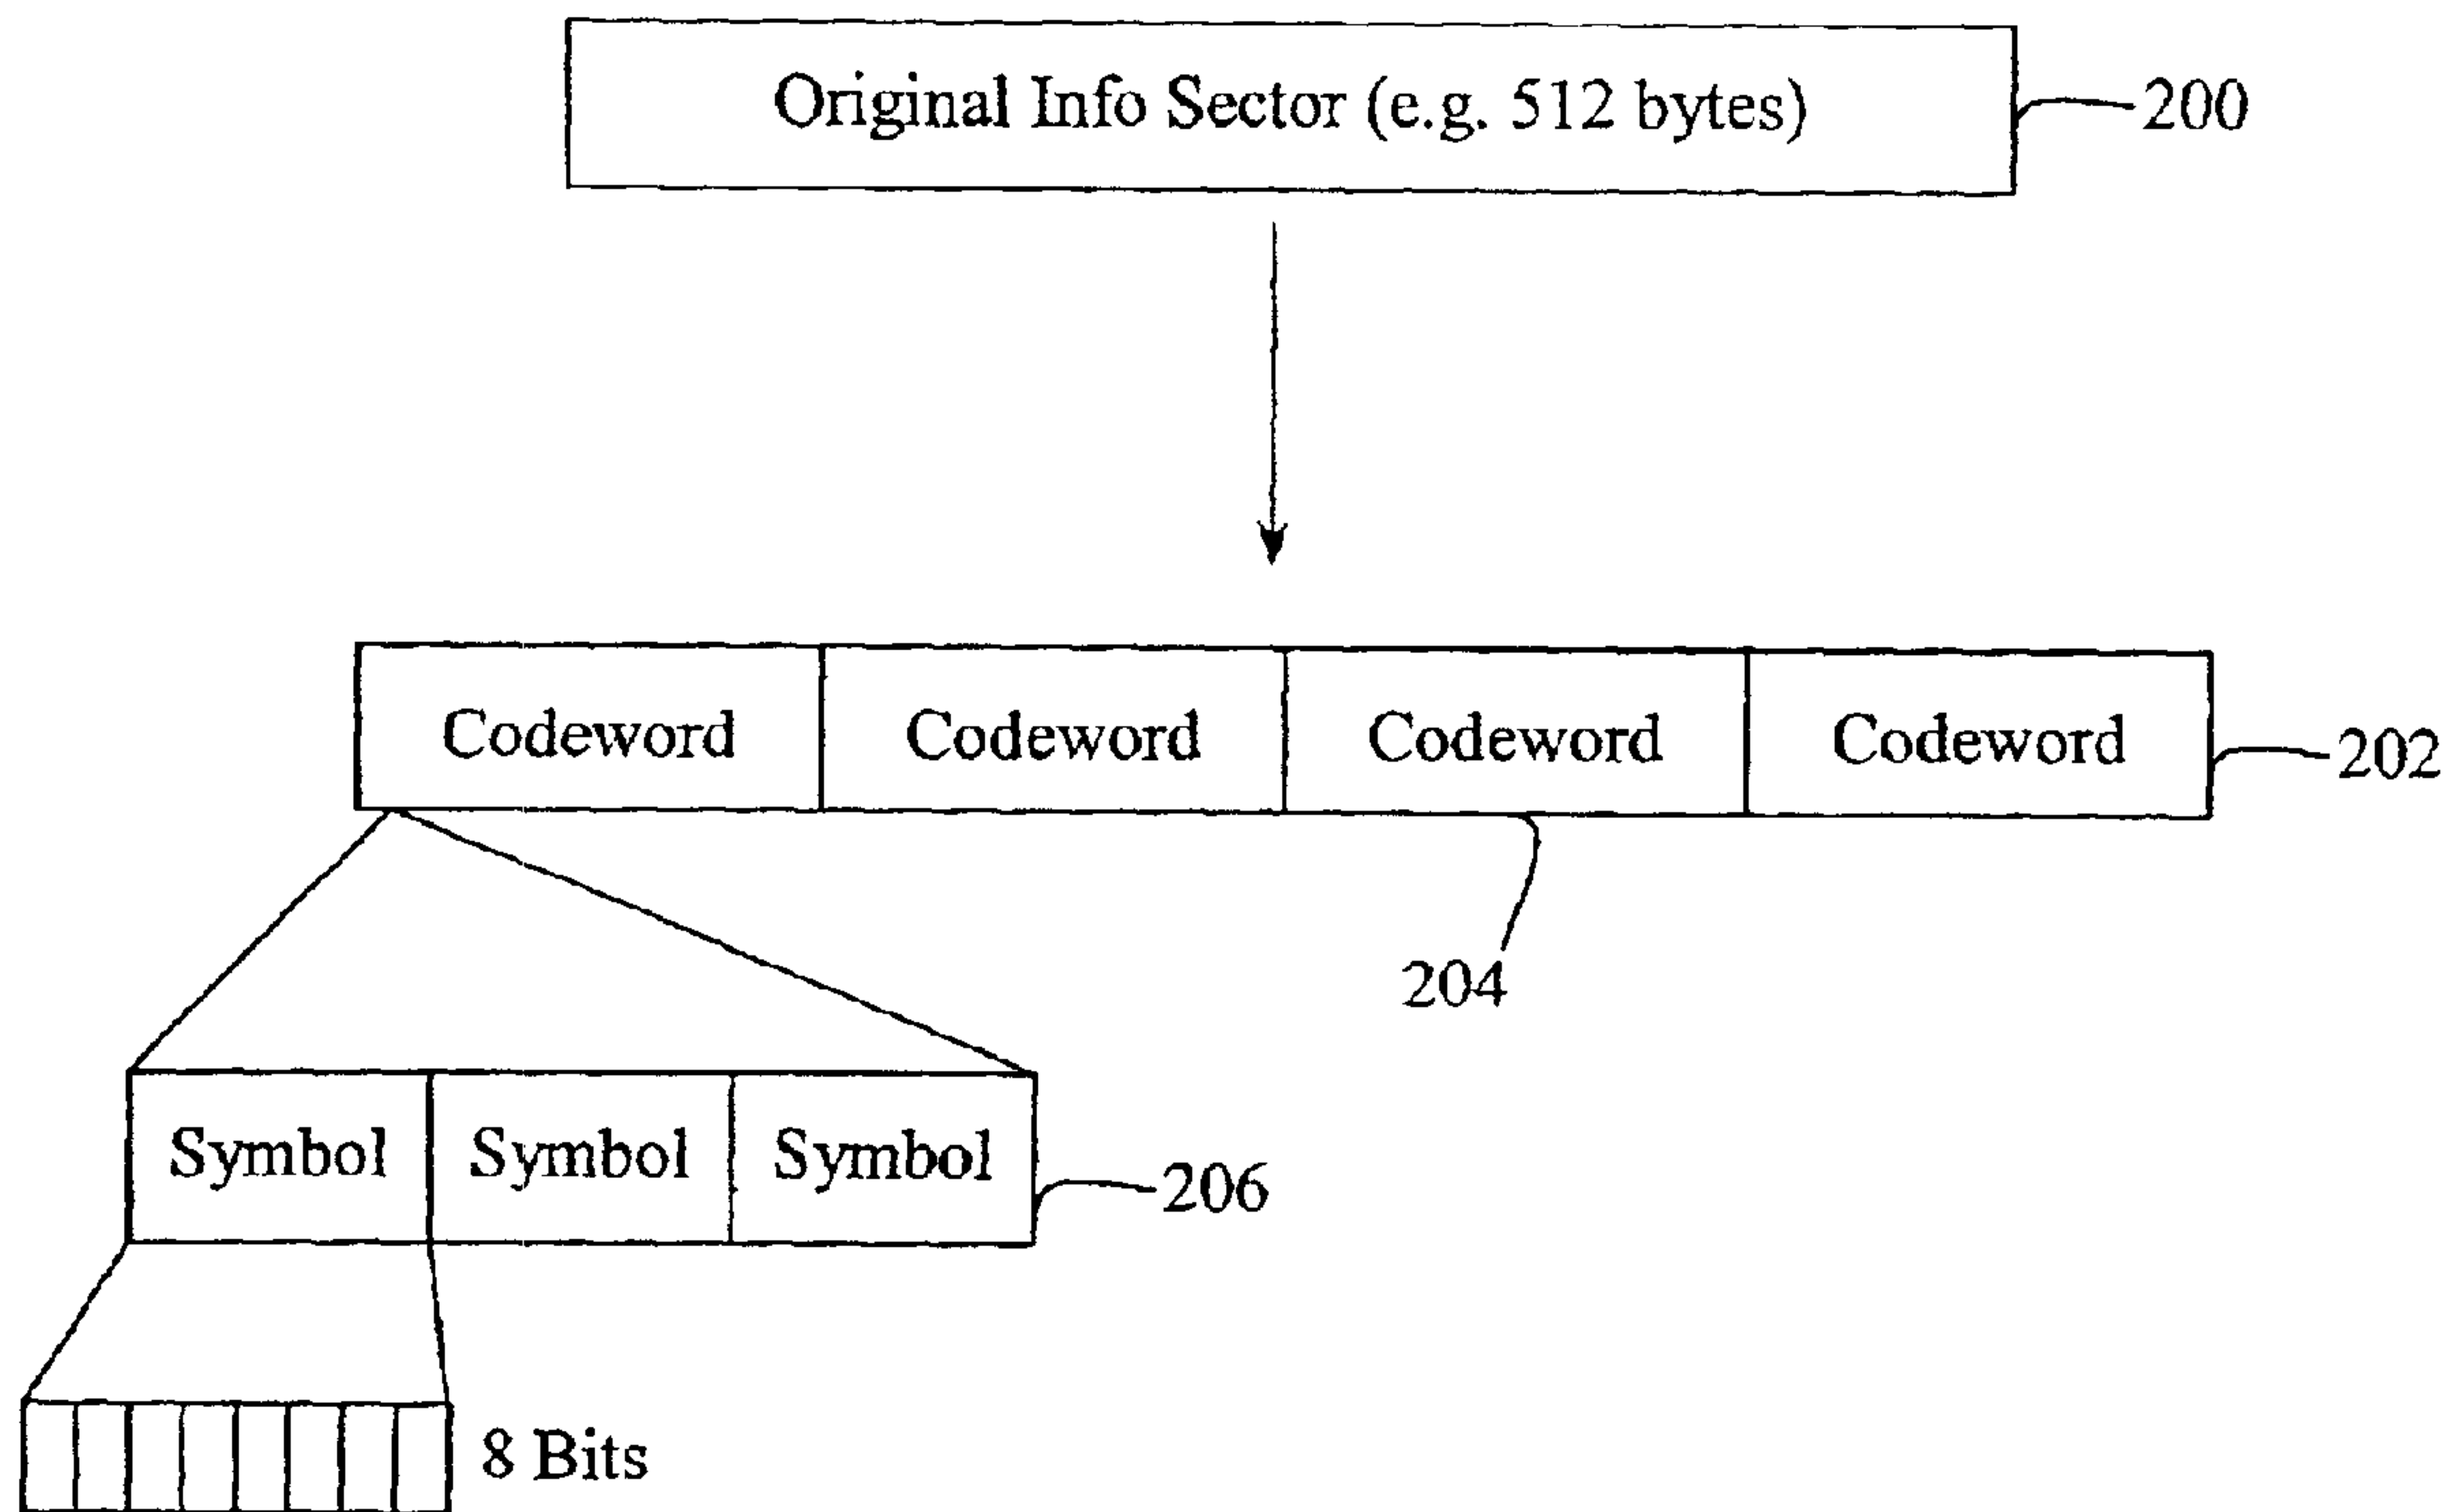 Original Info Sector (e.g. 512 bytes)
200
Codeword Codeword Codeword Codeword
202
204
Symbol Symbol Symbol
206
8 Bits